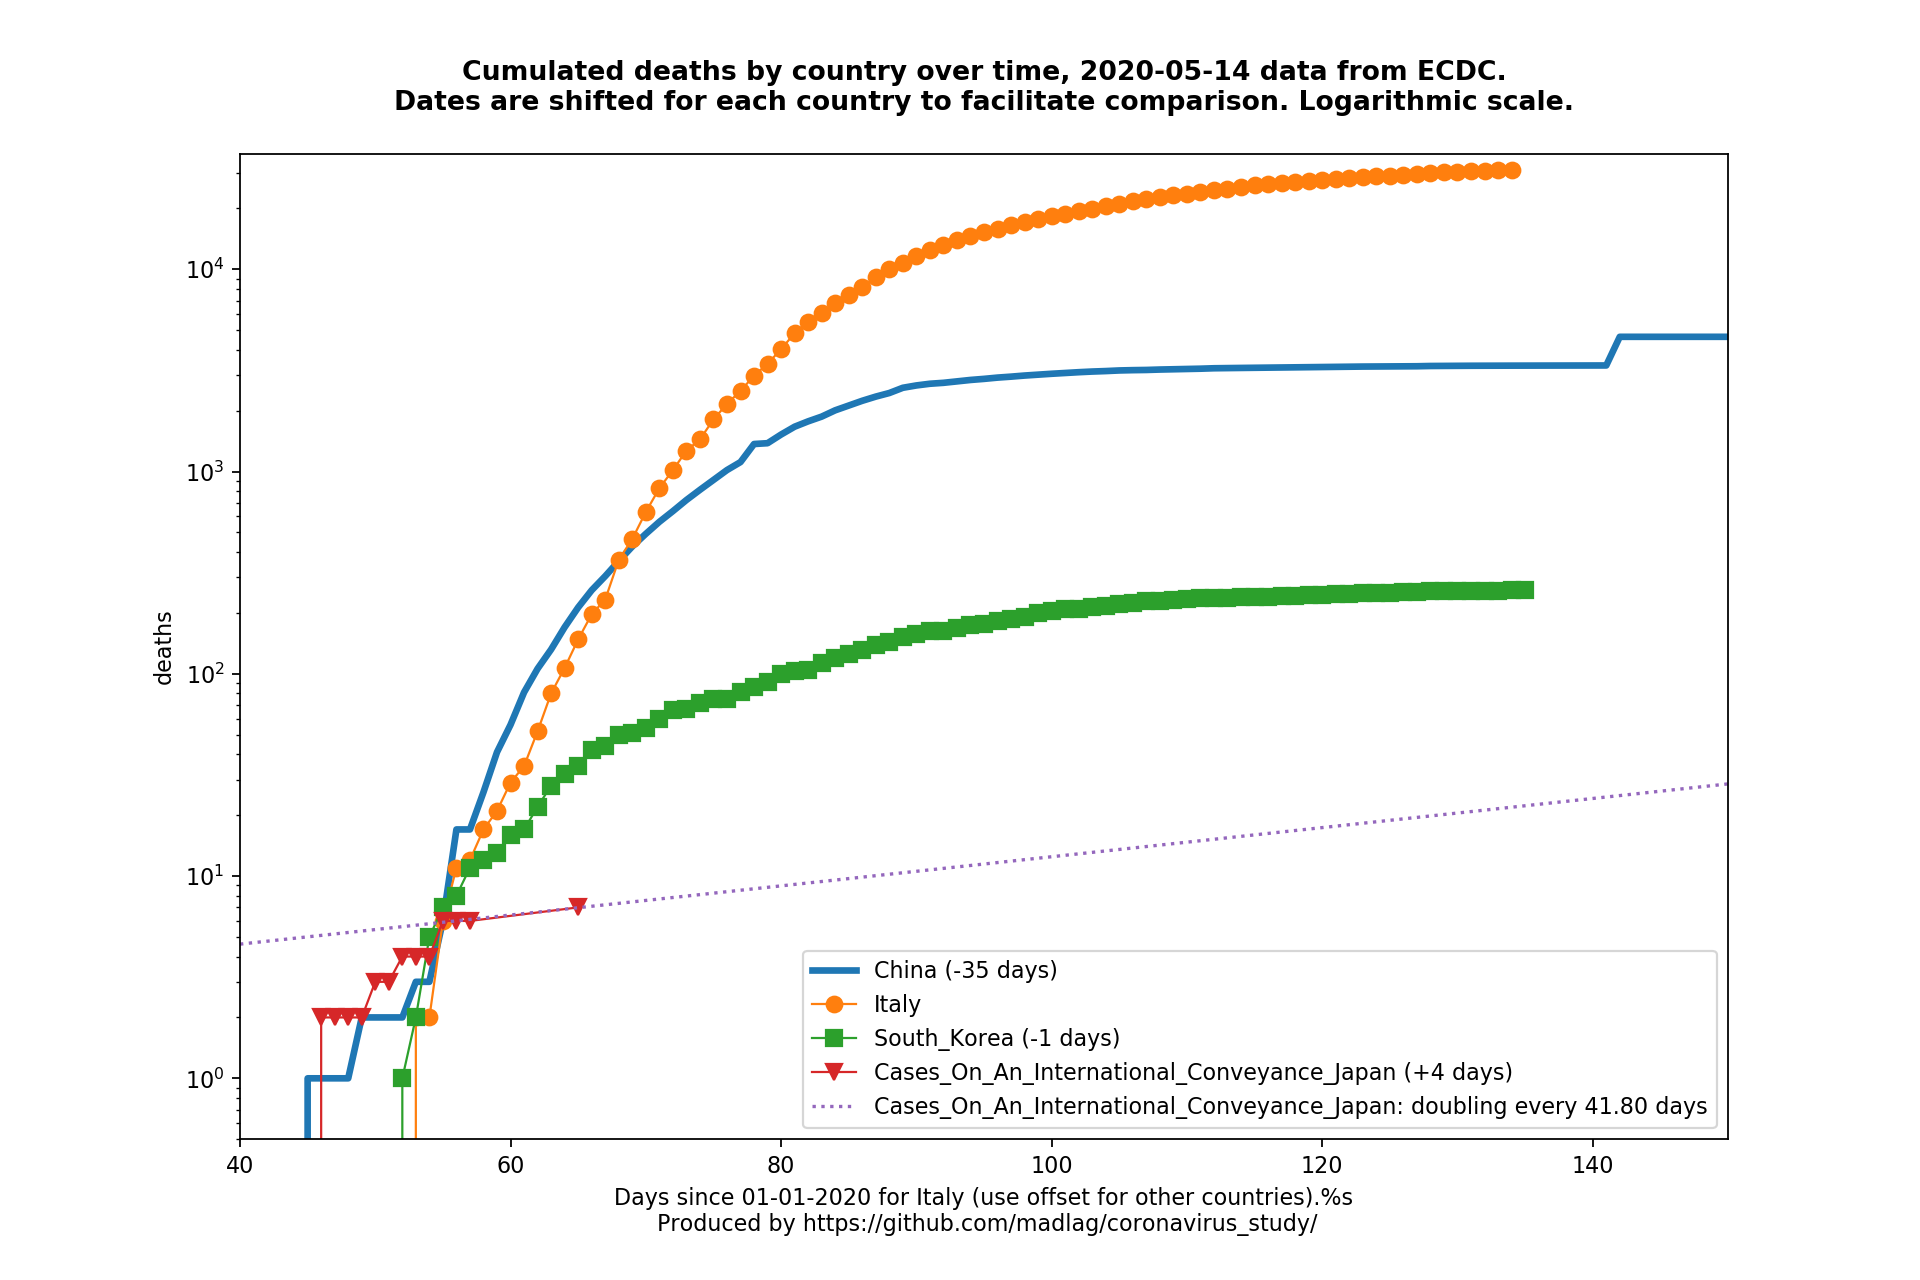 Cumulated deaths by country over time, 2020-05-14 data from ECDC.
Dates are shifted for each country to facilitate comparison. Logarithmic scale.
deaths
10⁴
10³
10²
10¹
10⁰
China (-35 days)
Italy
South_Korea (-1 days)
Cases_On_An_International_Conveyance_Japan (+4 days)
Cases_On_An_International_Conveyance_Japan: doubling every 41.80 days
40 60 80 100 120 140
Days since 01-01-2020 for Italy (use offset for other countries).%s
Produced by https://github.com/madlag/coronavirus_study/